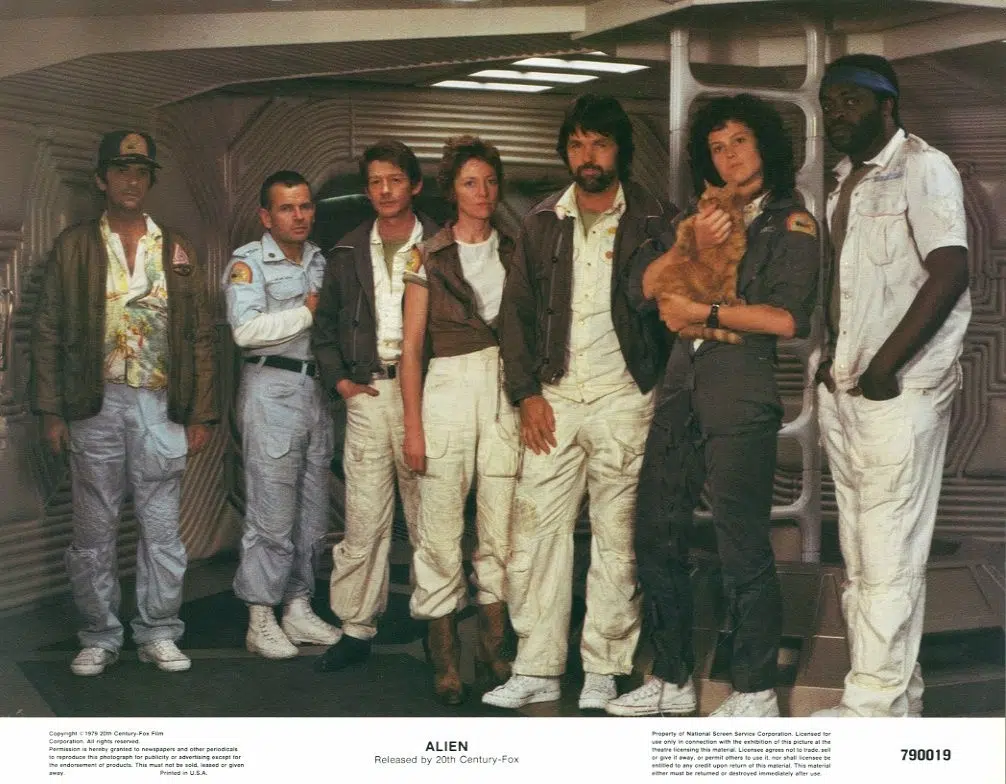 Copyright © 1979 20th Century-Fox Film
Corporation. All rights reserved.
Permission is hereby granted to newspapers and other periodicals
to reproduce this photograph for publicity or advertising except for
the endorsement of products. This must not be sold, leased or given
away. Printed in U.S.A.
ALIEN
Released by 20th Century-Fox
Property of National Screen Service Corporation. Licensed for
use only in connection with the exhibition of this picture at the
theatre licensing this material. Licensee agrees not to trade, sell
or give it away, or permit others to use it, nor shall licensee be
entitled to any credit upon return of this material. This material
either must be returned or destroyed immediately after use.
790019